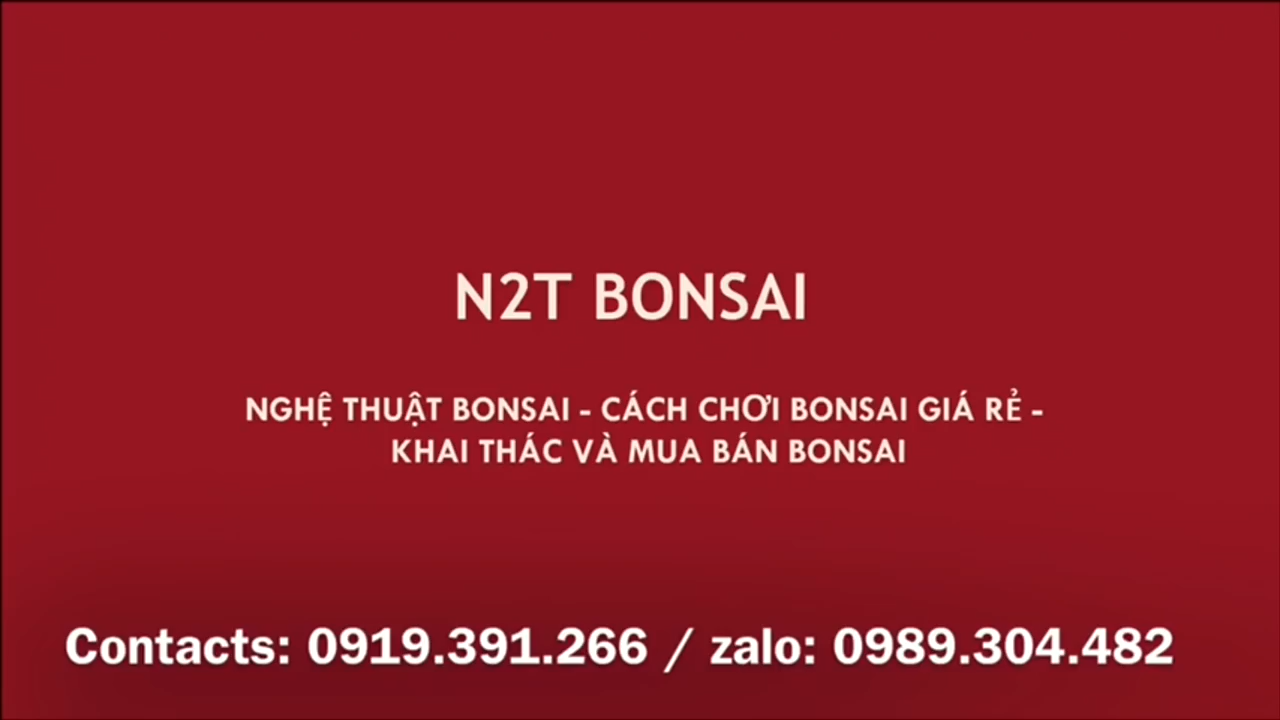 N2T BONSAI
NGHỆ THUẬT BONSAI - CÁCH CHƠI BONSAI GIÁ RẺ -
KHAI THÁC VÀ MUA BÁN BONSAI
Contacts: 0919.391.266 / zalo: 0989.304.482